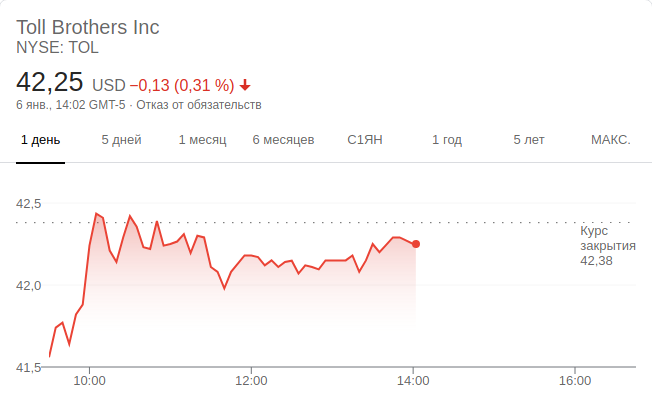 Toll Brothers Inc
NYSE: TOL
42,25 USD −0,13 (0,31 %)
6 янв., 14:02 GMT-5 · Отказ от обязательств
1 день 5 дней 1 месяц 6 месяцев С1ЯН 1 год 5 лет МАКС.
42,5
Курс
закрытия
42,38
42,0
41,5
10:00 12:00 14:00 16:00